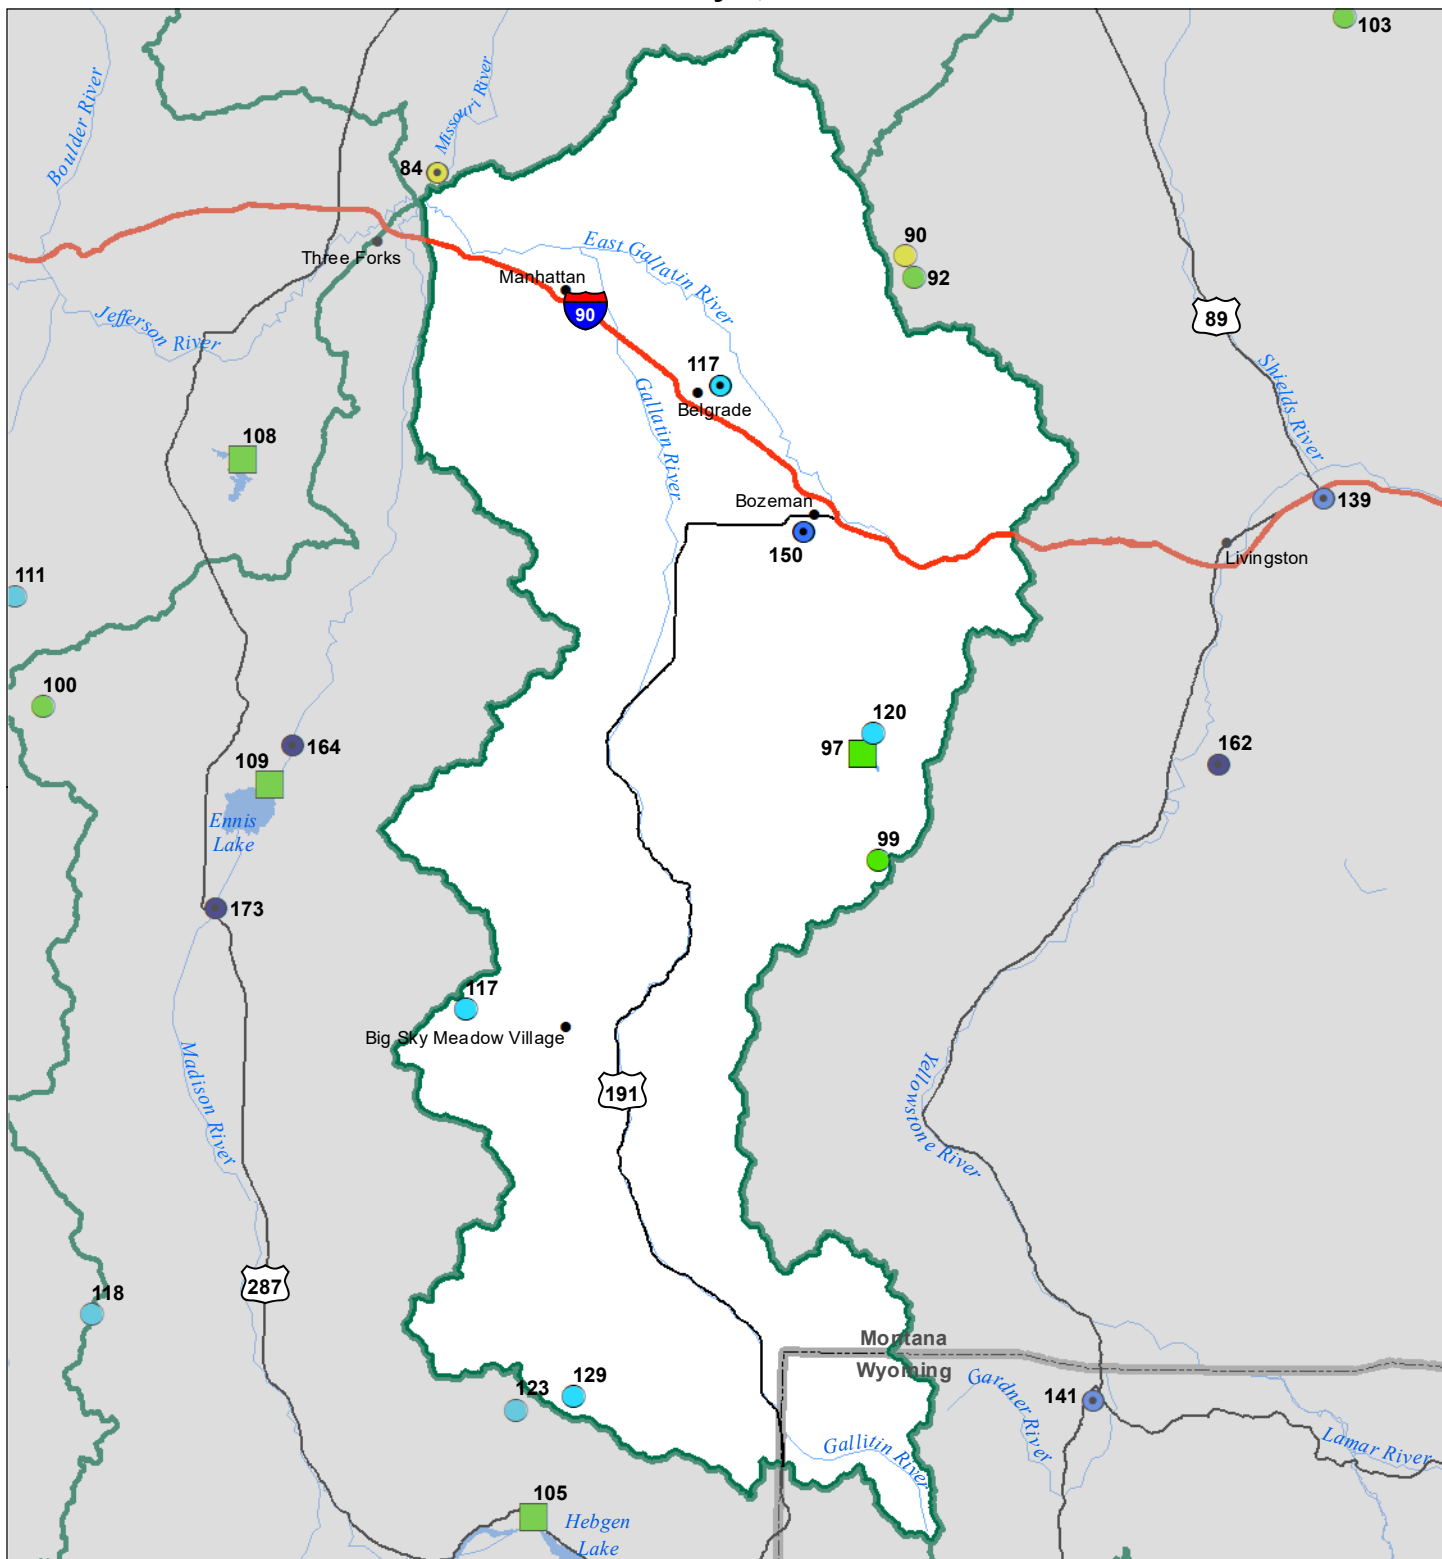 103
Boulder River
Missouri River
84
Three Forks
East Gallatin River
90
92
Manhattan
90
89
Jefferson River
Shields River
117
Belgrade
Gallatin River
108
Bozeman
150
139
Livingston
111
100
120
97
164
109
162
Ennis
Lake
99
173
117
Big Sky Meadow Village
Madison River
Yellowstone River
191
287
118
Montana
Wyoming
123
129
Gardner River
141
Gallitin River
Lamar River
105
Hebgen
Lake